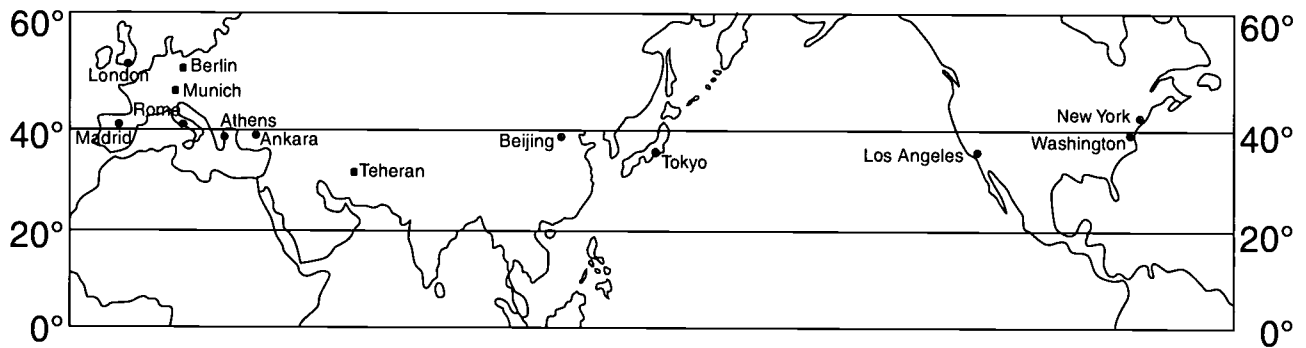 60° 60°
London Berlin
Munich
Rome New York
Athens
40° Madrid Ankara Beijing Washington 40°
Tokyo Los Angeles
Teheran
20° 20°
0° 0°